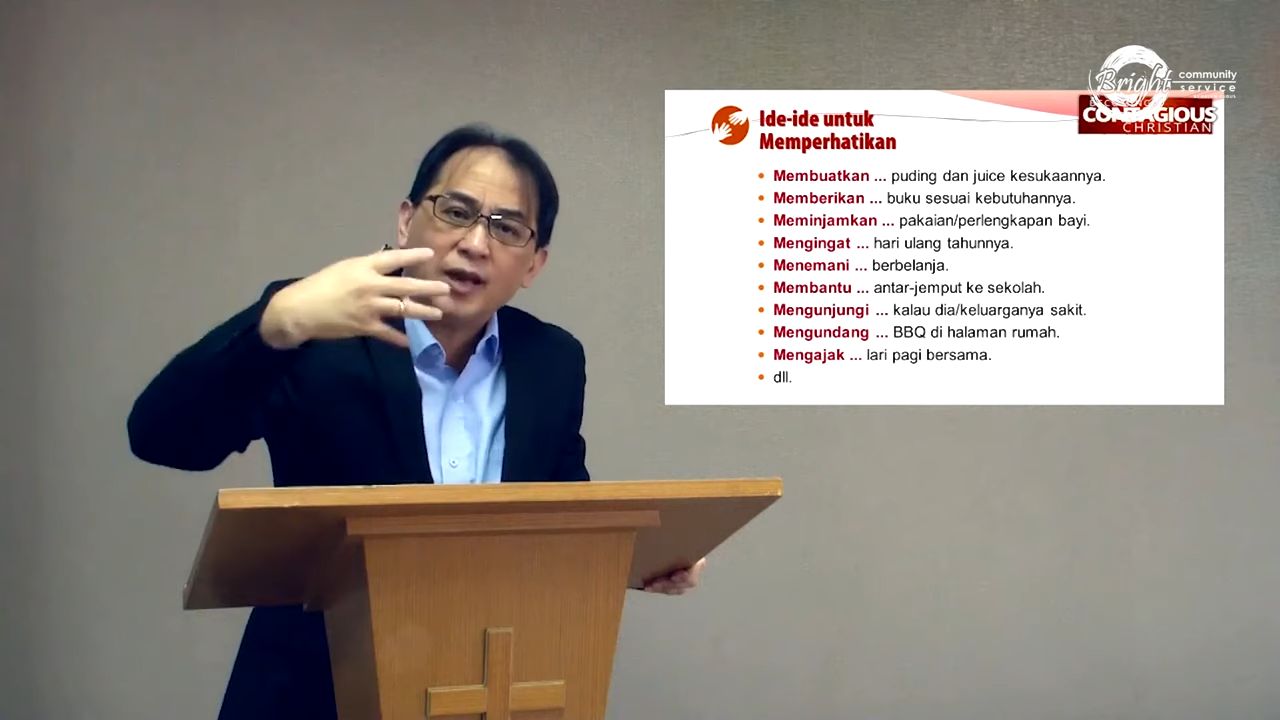 Bright
community
service
Ide-ide untuk
Memperhatikan
CONTAGIOUS
CHRISTIAN
• Membuatkan ... puding dan juice kesukaannya.
• Memberikan ... buku sesuai kebutuhannya.
• Meminjamkan ... pakaian/perlengkapan bayi.
• Mengingat ... hari ulang tahunnya.
• Menemani ... berbelanja.
• Membantu ... antar-jemput ke sekolah.
• Mengunjungi ... kalau dia/keluarganya sakit.
• Mengundang ... BBQ di halaman rumah.
• Mengajak ... lari pagi bersama.
• dll.